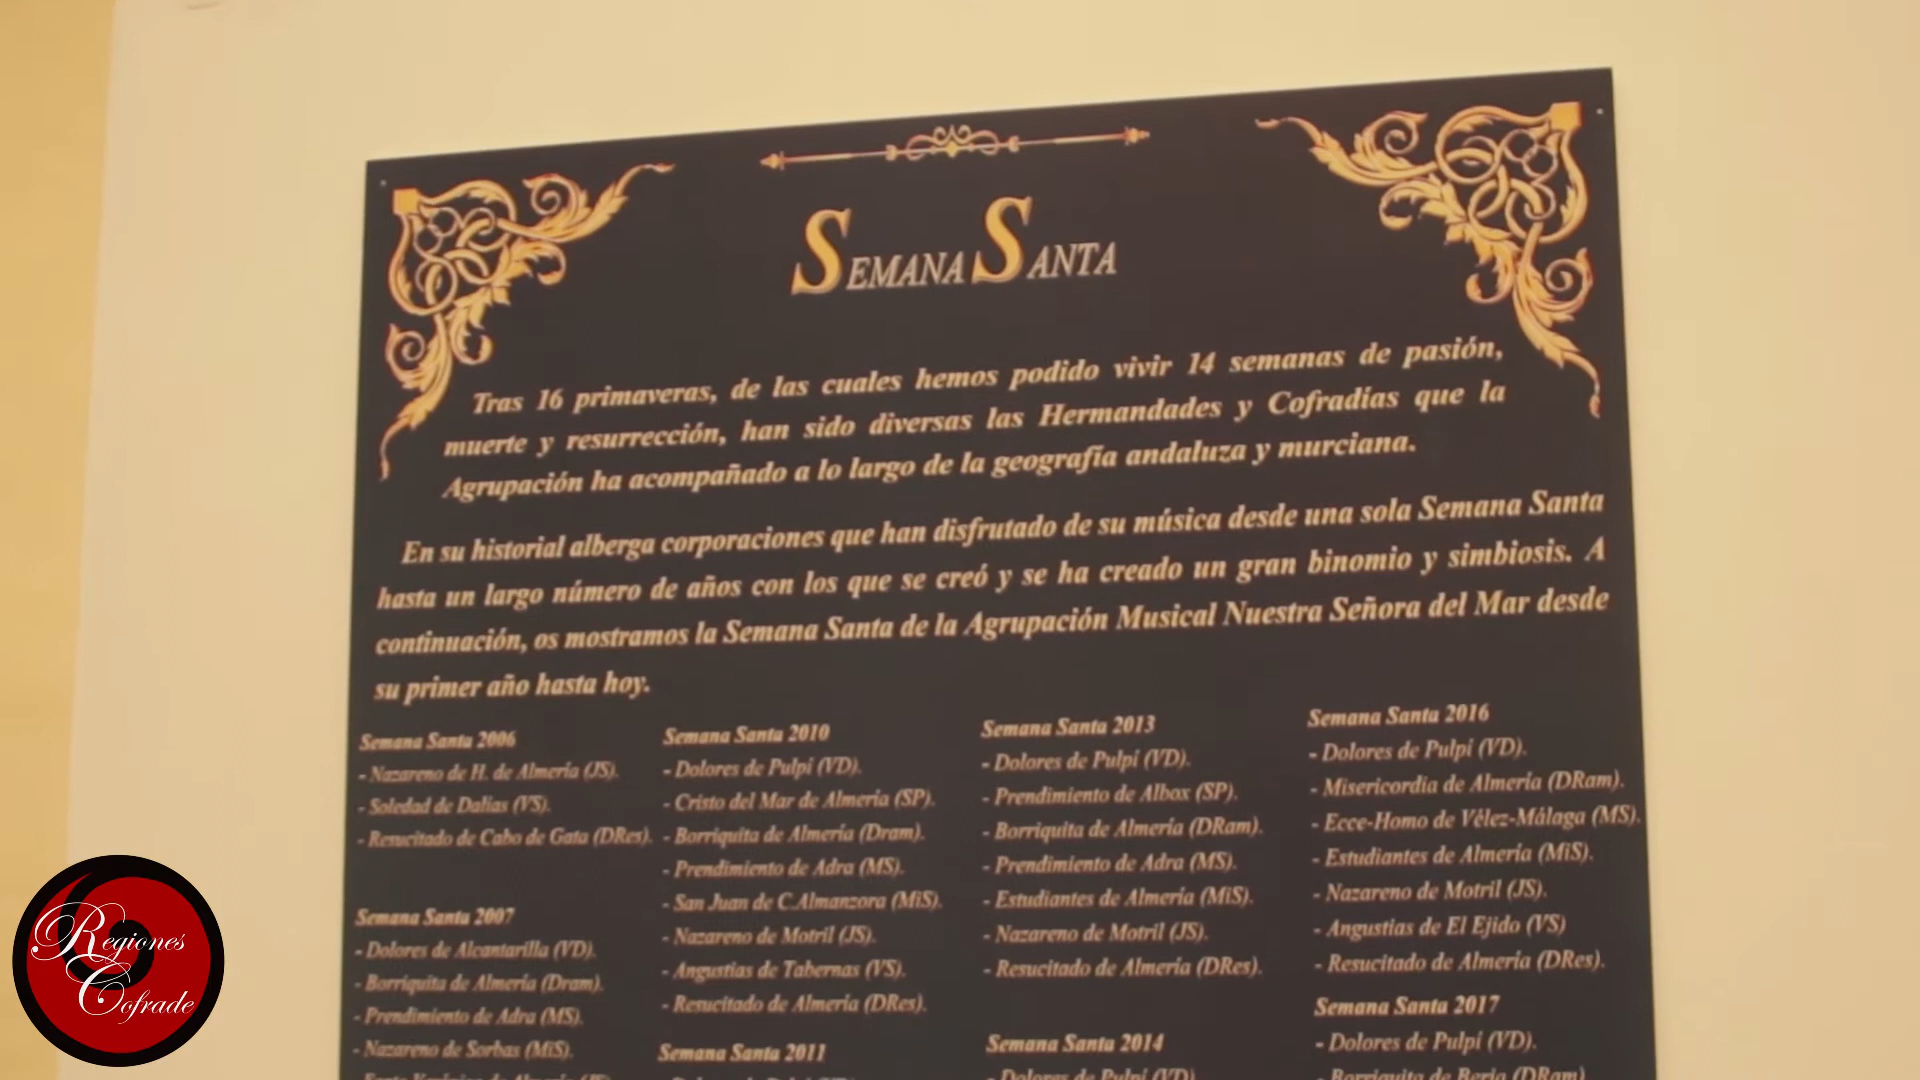 SEMANA SANTA
Tras 16 primaveras, de las cuales hemos podido vivir 14 semanas de pasión,
muerte y resurrección, han sido diversas las Hermandades y Cofradías que la
Agrupación ha acompañado a lo largo de la geografía andaluza y murciana.
En su historial alberga corporaciones que han disfrutado de su música desde una sola Semana Santa
hasta un largo número de años con los que se creó y se ha creado un gran binomio y simbiosis. A
continuación, os mostramos la Semana Santa de la Agrupación Musical Nuestra Señora del Mar desde
su primer año hasta hoy.
Semana Santa 2006
- Nazareno de H. de Almería (JS).
- Soledad de Dalías (VS).
- Resucitado de Cabo de Gata (DRes).
Semana Santa 2007
- Dolores de Alcantarilla (VD).
- Borriquita de Almería (Dram).
- Prendimiento de Adra (MS).
- Nazareno de Sorbas (MiS).
Semana Santa 2010
- Dolores de Pulpí (VD).
- Cristo del Mar de Almería (SP).
- Borriquita de Almería (Dram).
- Prendimiento de Adra (MS).
- San Juan de C.Almanzora (MiS).
- Nazareno de Motril (JS).
- Angustias de Tabernas (VS).
- Resucitado de Almería (DRes).
Semana Santa 2011
Semana Santa 2013
- Dolores de Pulpí (VD).
- Prendimiento de Albox (SP).
- Borriquita de Almería (DRam).
- Prendimiento de Adra (MS).
- Estudiantes de Almería (MiS).
- Nazareno de Motril (JS).
- Resucitado de Almería (DRes).
Semana Santa 2014
- Dolores de Pulpí (VD).
Semana Santa 2016
- Dolores de Pulpí (VD).
- Misericordia de Almería (DRam).
- Ecce-Homo de Vélez-Málaga (MS).
- Estudiantes de Almería (MiS).
- Nazareno de Motril (JS).
- Angustias de El Ejido (VS)
- Resucitado de Almería (DRes).
Semana Santa 2017
- Dolores de Pulpí (VD).
- Borriquita de Berja (DRam)
Regiones
Cofrade